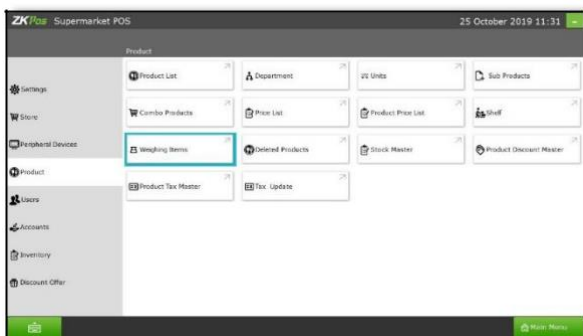 ZKPos Supermarket POS
25 October 2019 11:31
Product
Settings
Store
Peripheral Devices
Product
Users
Accounts
Inventory
Discount Offer
Product List
Department
Units
Sub Products
Combo Products
Price List
Product Price List
Shelf
Weighing Items
Deleted Products
Stock Master
Product Discount Master
Product Tax Master
Tax Update
Main Menu